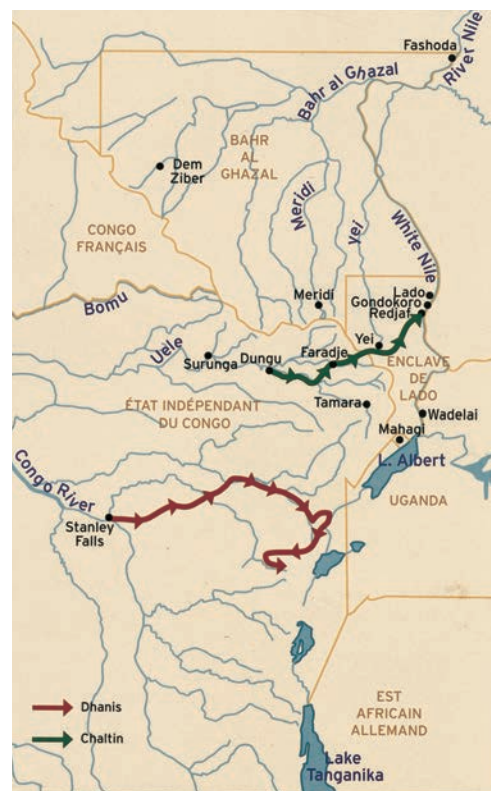 Fashoda
River Nile
Bahr al Ghazal
BAHR
AL
GHAZAL
Dem
Ziber
CONGO
FRANÇAIS
Meridi
yei
White Nile
Bomu
Meridi
Lado
Gondokoro
Redjaf
Uële
Surunga
Dungu
Faradje
Yei
ENCLAVE
DE
LADO
ÉTAT INDÉPENDANT
DU CONGO
Tamara
Wadelai
Mahagi
L. Albert
UGANDA
Congo River
Stanley
Falls
Dhanis
Chaltin
EST
AFRICAIN
ALLEMAND
Lake
Tanganika